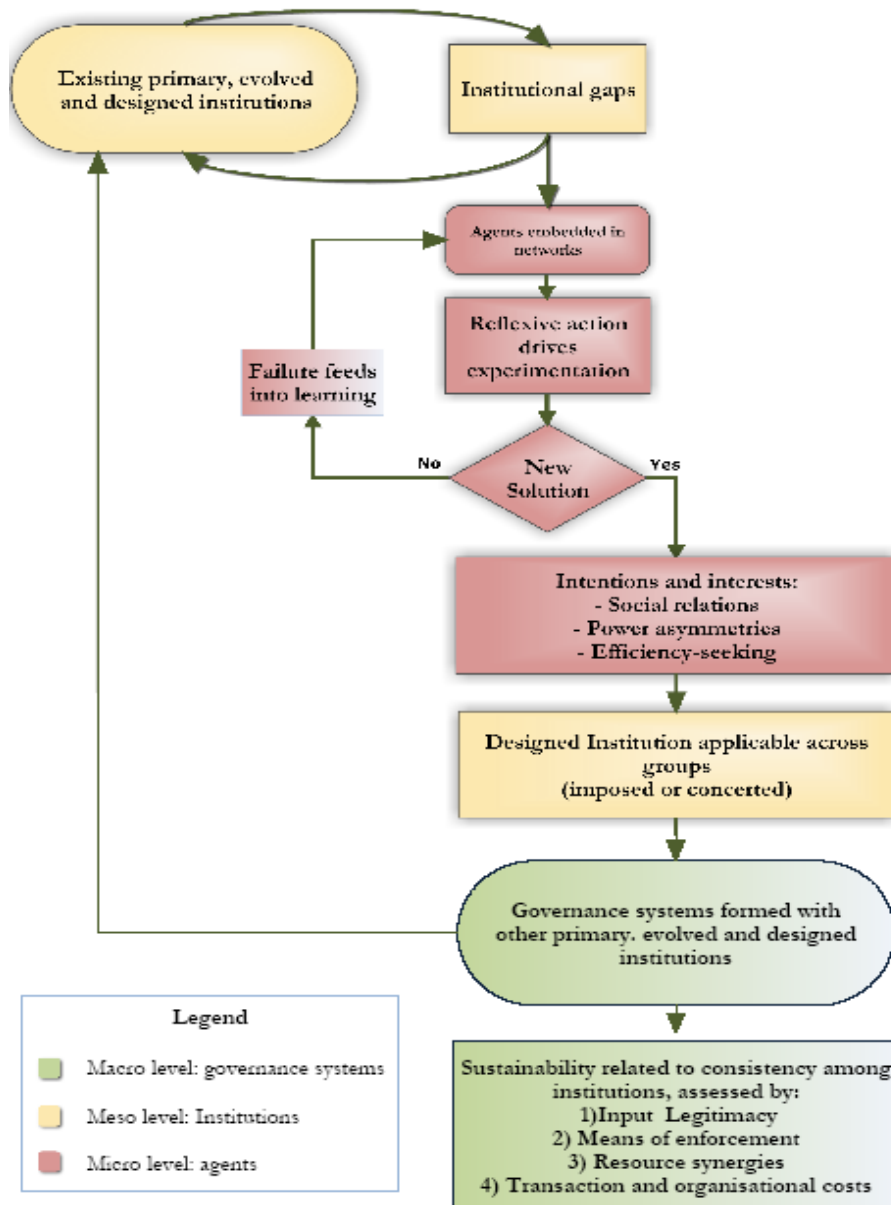 Existing primary, evolved
and designed institutions
Institutional gaps
Agents embedded in
networks
Reflexive action
drives
experimentation
Failure feeds
into learning
No
New
Solution
Yes
Intentions and interests:
- Social relations
- Power asymmetries
- Efficiency-seeking
Designed Institution applicable across
groups
(imposed or concerted)
Governance systems formed with
other primary. evolved and designed
institutions
Legend
Macro level: governance systems
Meso level: Institutions
Micro level: agents
Sustainability related to consistency among
institutions, assessed by:
1)Input Legitimacy
2) Means of enforcement
3) Resource synergies
4) Transaction and organisational costs